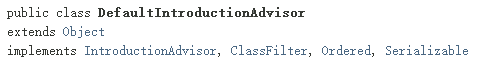 public class DefaultIntroductionAdvisor
extends Object
implements IntroductionAdvisor, ClassFilter, Ordered, Serializable